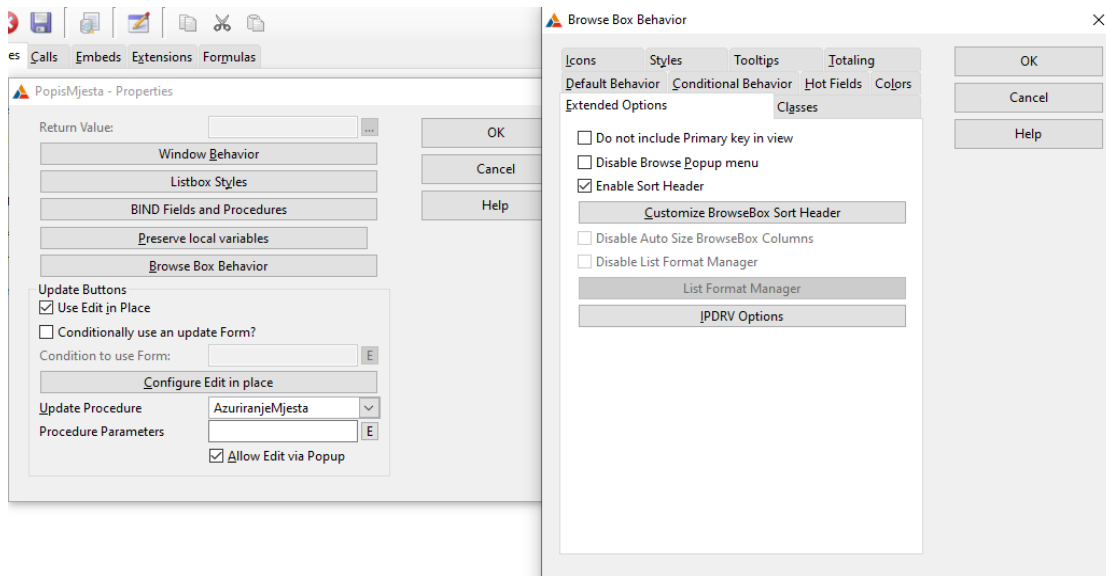 es Calls Embeds Extensions Formulas
PopisMjesta - Properties
Return Value:
...
OK
Window Behavior
Cancel
Listbox Styles
Help
BIND Fields and Procedures
Preserve local variables
Browse Box Behavior
Update Buttons
Use Edit in Place
Conditionally use an update Form?
Condition to use Form:
E
Configure Edit in place
Update Procedure AzuriranjeMjesta
Procedure Parameters
E
Allow Edit via Popup
Browse Box Behavior
Icons Styles Tooltips Totaling
Default Behavior Conditional Behavior Hot Fields Colors
Extended Options Classes
OK
Cancel
Help
Do not include Primary key in view
Disable Browse Popup menu
Enable Sort Header
Customize BrowseBox Sort Header
Disable Auto Size BrowseBox Columns
Disable List Format Manager
List Format Manager
IPDRV Options